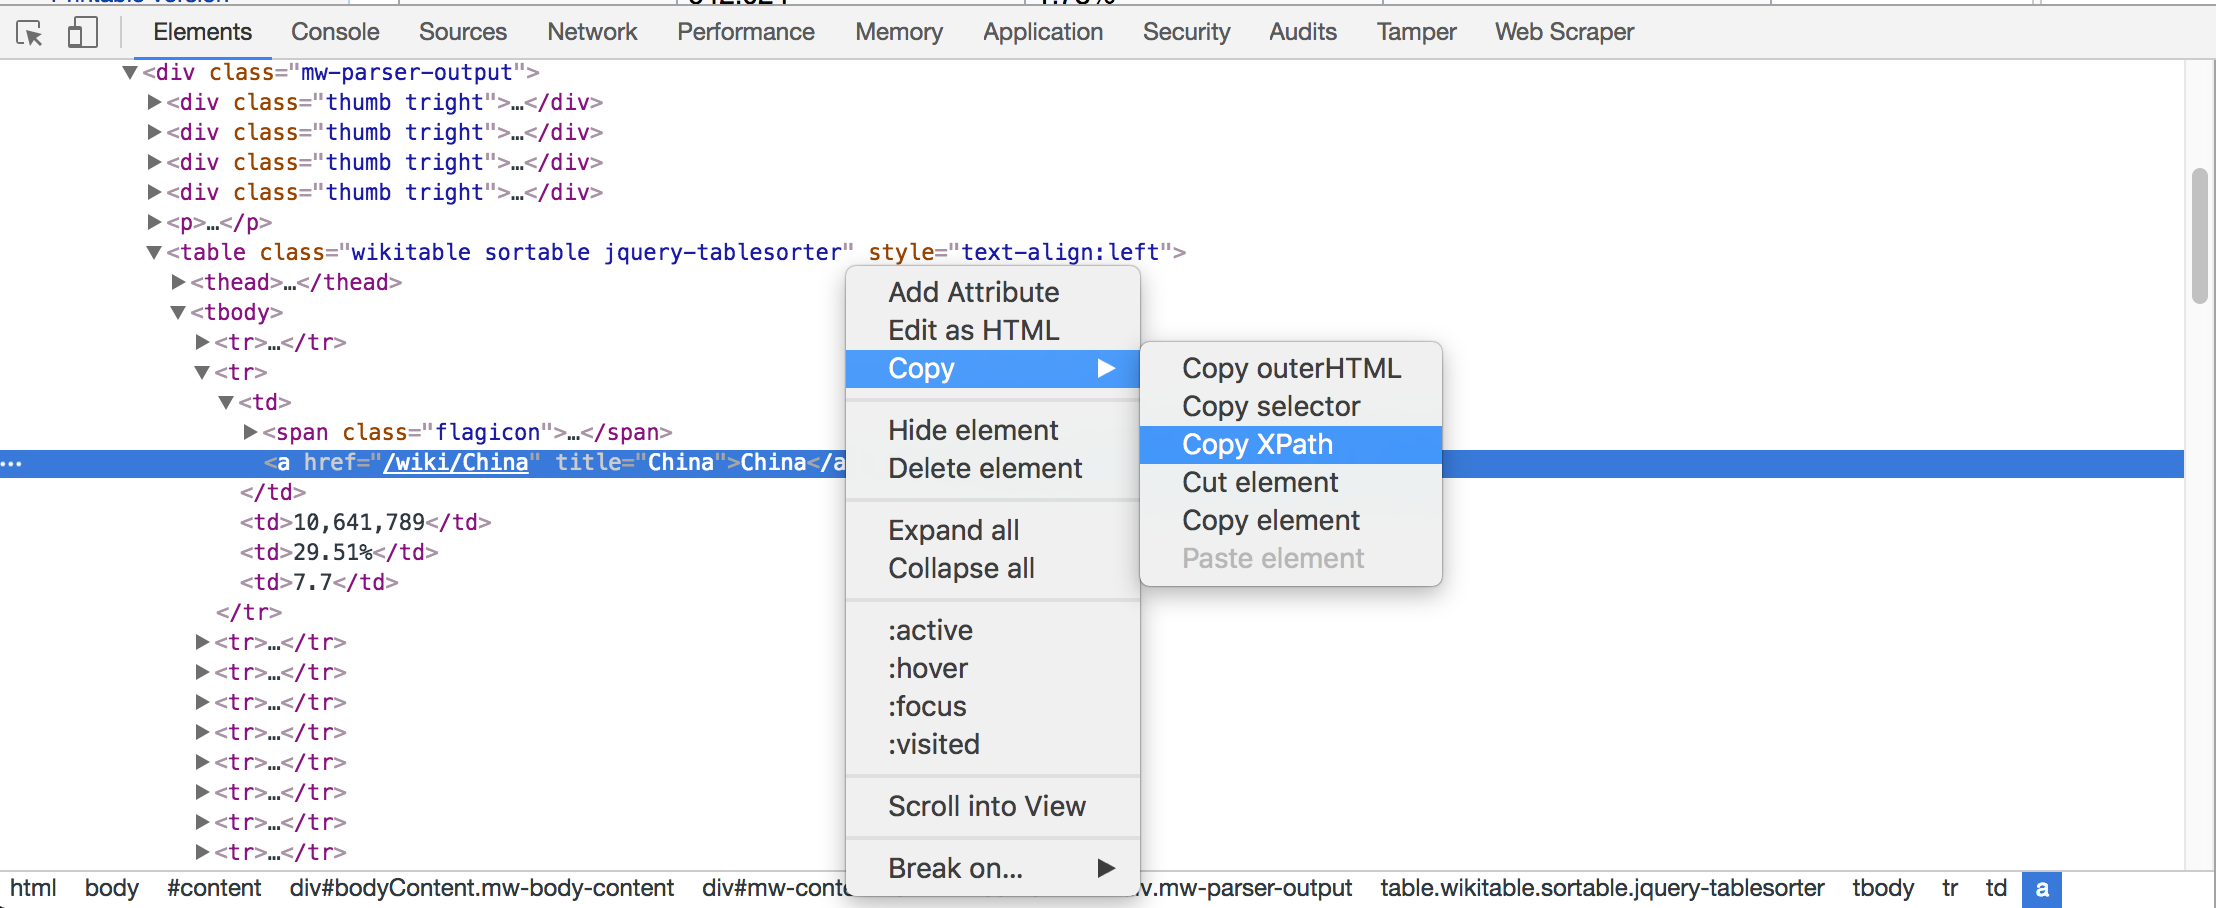 Printable version
Elements Console Sources Network Performance Memory Application Security Audits Tamper Web Scraper
▼<div class="mw-parser-output">
▶<div class="thumb tright">…</div>
▶<div class="thumb tright">…</div>
▶<div class="thumb tright">…</div>
▶<div class="thumb tright">…</div>
▶<p>…</p>
▼<table class="wikitable sortable jquery-tablesorter" style="text-align:left">
▶<thead>…</thead>
▼<tbody>
▶<tr>…</tr>
▼<tr>
▼<td>
▶<span class="flagicon">…</span>
<a href="/wiki/China" title="China">China</a
</td>
<td>10,641,789</td>
<td>29.51%</td>
<td>7.7</td>
</tr>
▶<tr>…</tr>
▶<tr>…</tr>
▶<tr>…</tr>
▶<tr>…</tr>
▶<tr>…</tr>
▶<tr>…</tr>
▶<tr>…</tr>
▶<tr>…</tr>
Add Attribute
Edit as HTML
Copy ▶
Hide element
Delete element
Expand all
Collapse all
:active
:hover
:focus
:visited
Scroll into View
Break on... ▶
Copy outerHTML
Copy selector
Copy XPath
Cut element
Copy element
Paste element
html body #content div#bodyContent.mw-body-content div#mw-conte v.mw-parser-output table.wikitable.sortable.jquery-tablesorter tbody tr td a